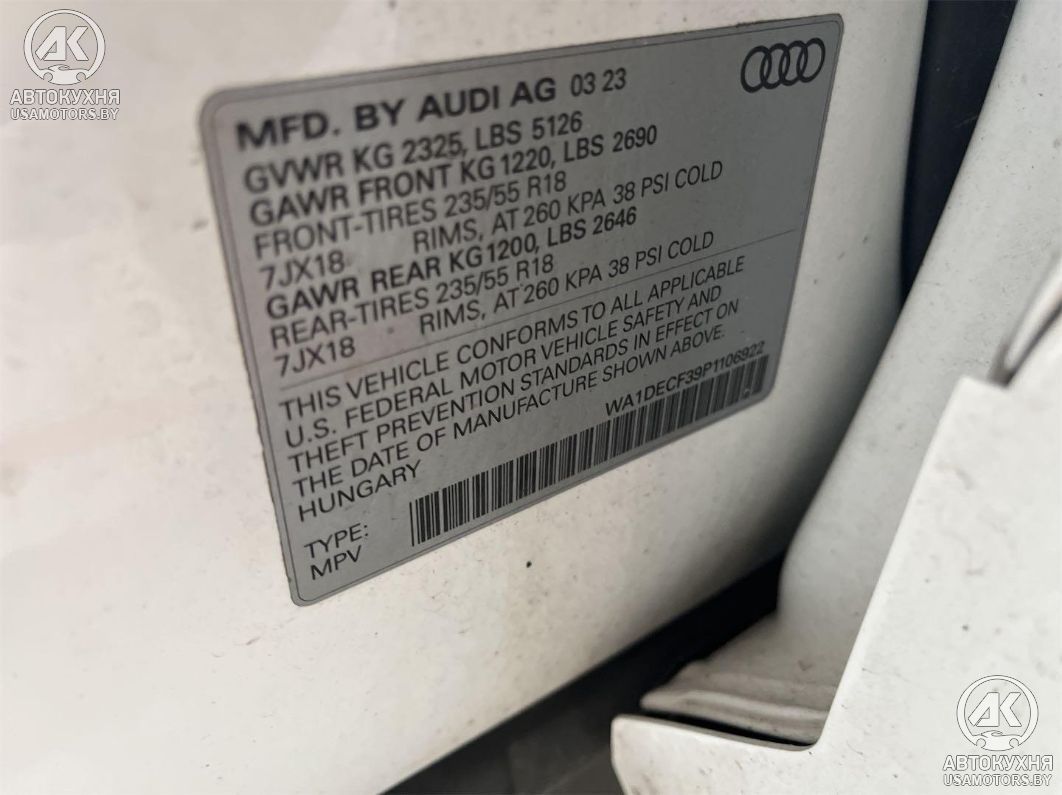 AK
АВТОКУХНЯ
USAMOTORS.BY
MFD. BY AUDI AG 03 23
GVWR KG 2325, LBS 5126
GAWR FRONT KG 1220, LBS 2690
FRONT-TIRES 235/55 R18
7JX18 RIMS, AT 260 KPA 38 PSI COLD
GAWR REAR KG1200, LBS 2646
REAR-TIRES 235/55 R18
7JX18 RIMS, AT 260 KPA 38 PSI COLD
THIS VEHICLE CONFORMS TO ALL APPLICABLE
U.S. FEDERAL MOTOR VEHICLE SAFETY AND
THEFT PREVENTION STANDARDS IN EFFECT ON
THE DATE OF MANUFACTURE SHOWN ABOVE.
HUNGARY WA1DECF39P1106922
TYPE:
MPV
AK
АВТОКУХНЯ
USAMOTORS.BY